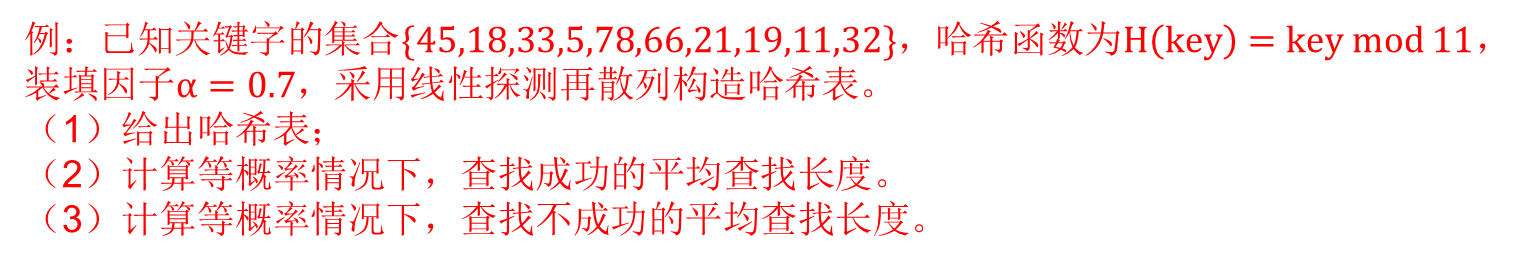 例：已知关键字的集合{45,18,33,5,78,66,21,19,11,32}，哈希函数为H(key) = key mod 11，
装填因子α = 0.7，采用线性探测再散列构造哈希表。
（1）给出哈希表；
（2）计算等概率情况下，查找成功的平均查找长度。
（3）计算等概率情况下，查找不成功的平均查找长度。